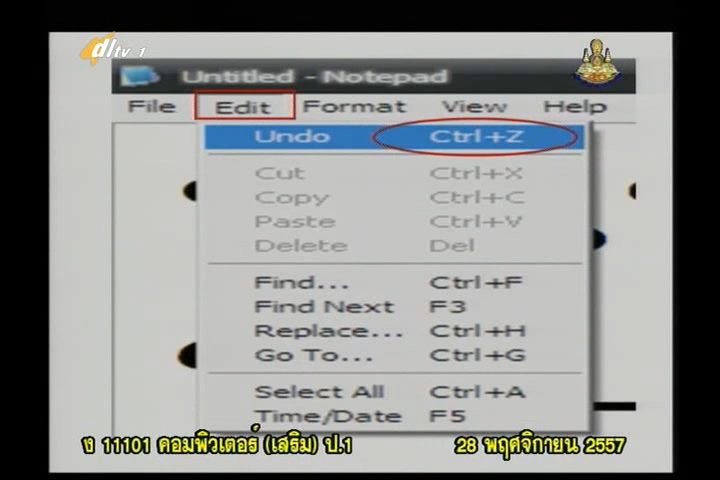 dltv 1
Untitled - Notepad
File Edit Format View Help
Undo Ctrl+Z
Cut Ctrl+X
Copy Ctrl+C
Paste Ctrl+V
Delete Del
Find... Ctrl+F
Find Next F3
Replace... Ctrl+H
Go To... Ctrl+G
Select All Ctrl+A
Time/Date F5
ง 11101 คอมพิวเตอร์ (เสริม) ป.1 28 พฤศจิกายน 2557